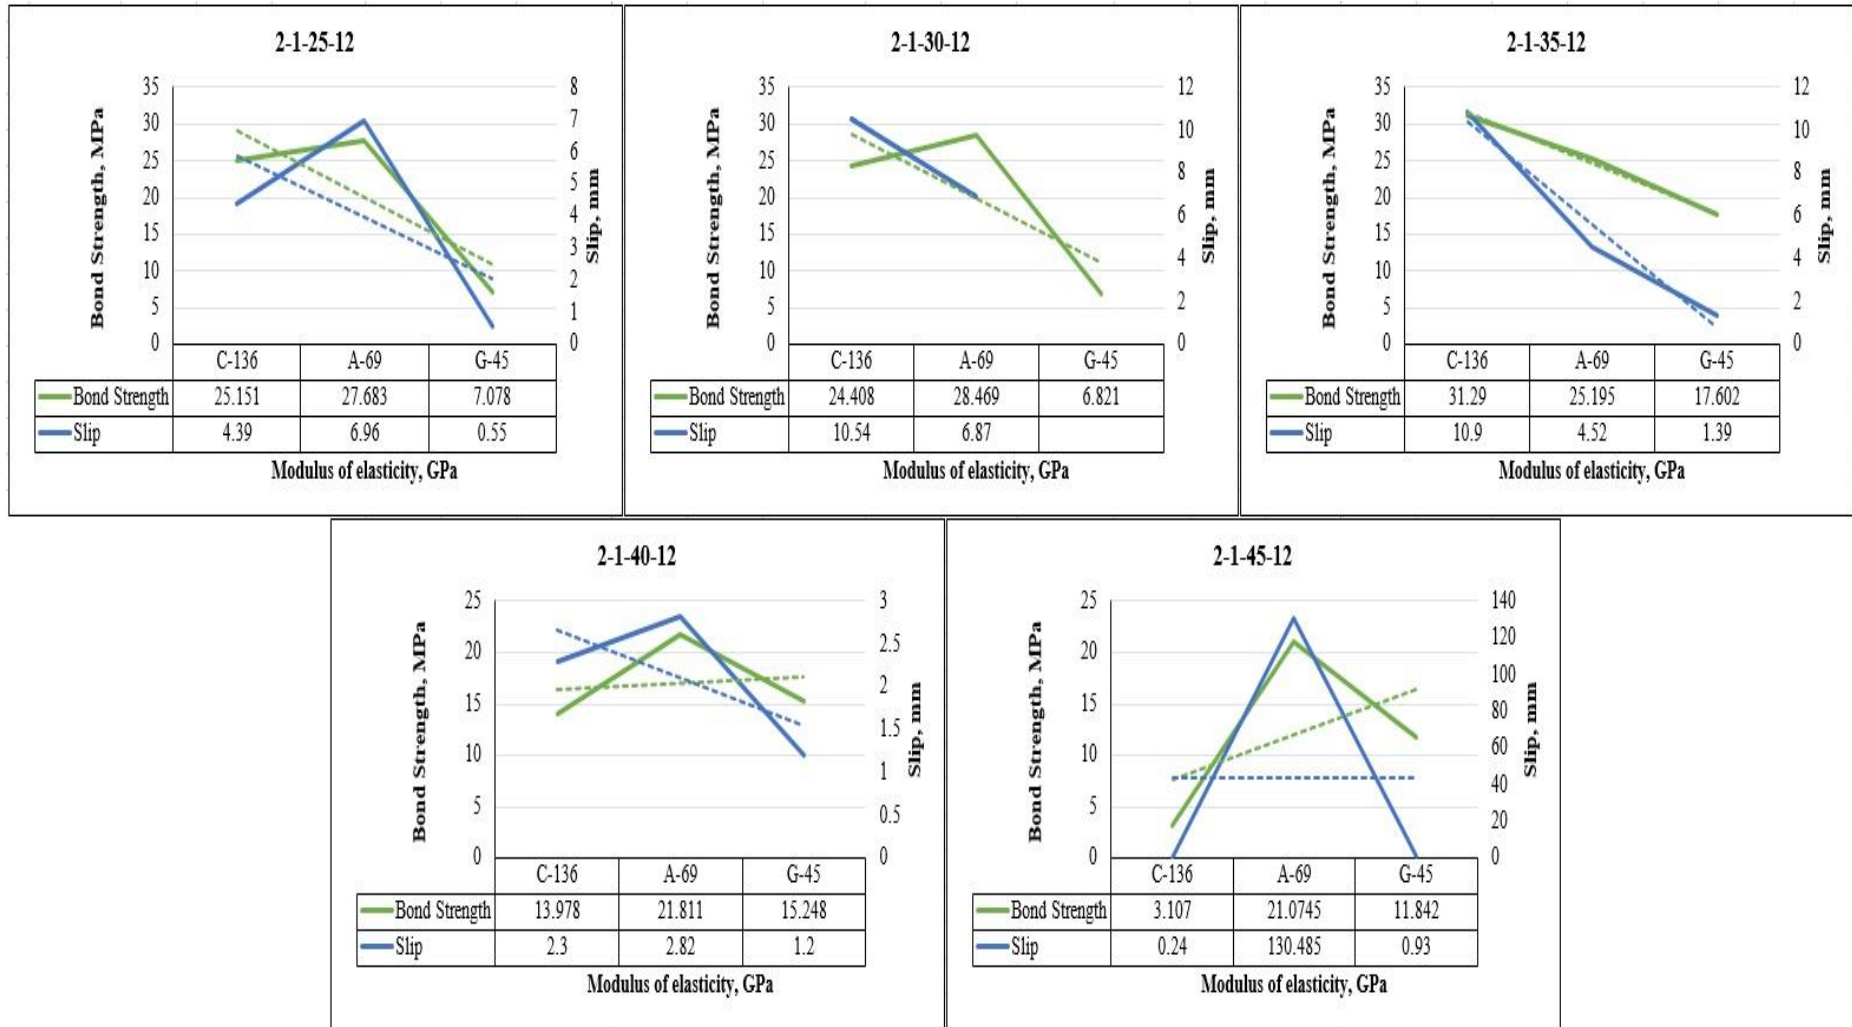 2-1-25-12
Bond Strength, MPa
35
30
25
20
15
10
5
0
8
7
6
5
4
3
2
1
0
Slip, mm
C-136 A-69 G-45
Bond Strength 25.151 27.683 7.078
Slip 4.39 6.96 0.55
Modulus of elasticity, GPa
2-1-30-12
Bond Strength, MPa
35
30
25
20
15
10
5
0
12
10
8
6
4
2
0
Slip, mm
C-136 A-69 G-45
Bond Strength 24.408 28.469 6.821
Slip 10.54 6.87
Modulus of elasticity, GPa
2-1-35-12
Bond Strength, MPa
35
30
25
20
15
10
5
0
12
10
8
6
4
2
0
Slip, mm
C-136 A-69 G-45
Bond Strength 31.29 25.195 17.602
Slip 10.9 4.52 1.39
Modulus of elasticity, GPa
2-1-40-12
Bond Strength, MPa
25
20
15
10
5
0
3
2.5
2
1.5
1
0.5
0
Slip, mm
C-136 A-69 G-45
Bond Strength 13.978 21.811 15.248
Slip 2.3 2.82 1.2
Modulus of elasticity, GPa
2-1-45-12
Bond Strength, MPa
25
20
15
10
5
0
140
120
100
80
60
40
20
0
Slip, mm
C-136 A-69 G-45
Bond Strength 3.107 21.0745 11.842
Slip 0.24 130.485 0.93
Modulus of elasticity, GPa